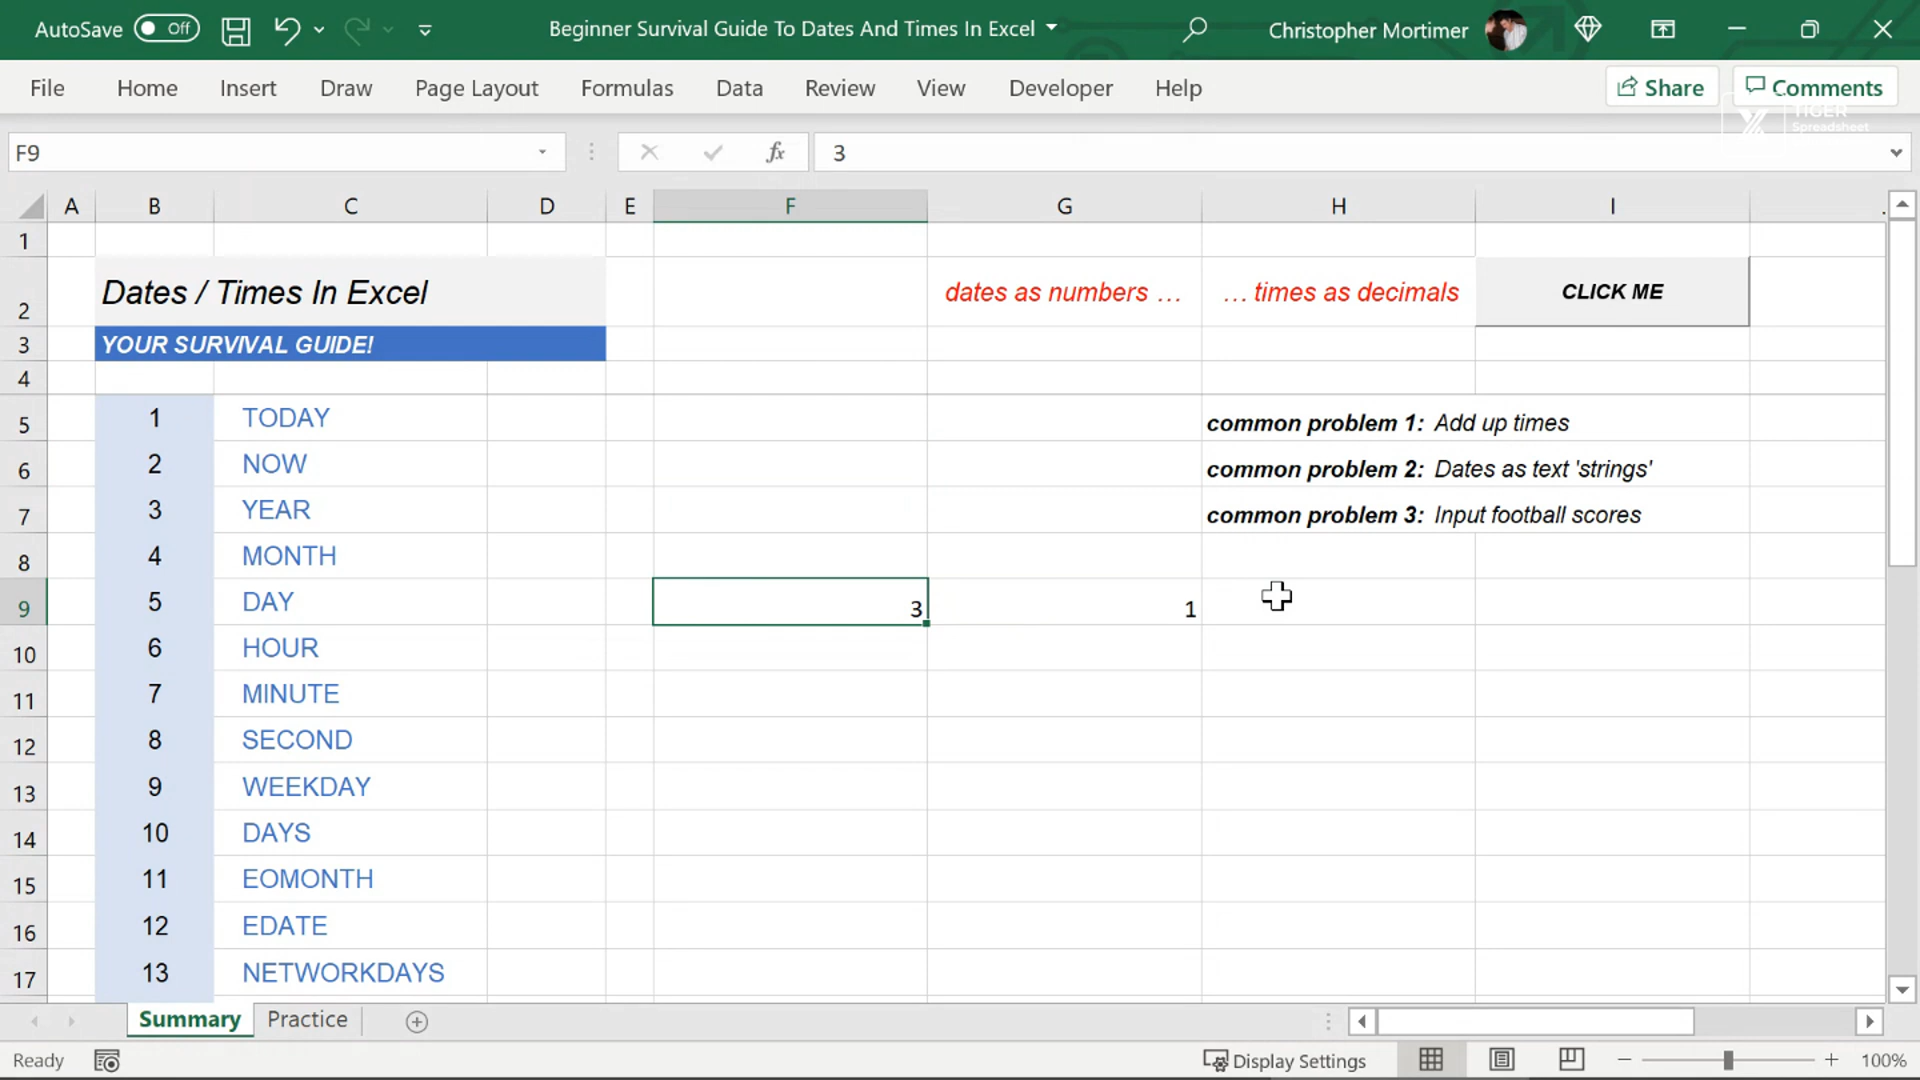 AutoSave Off Beginner Survival Guide To Dates And Times In Excel Christopher Mortimer
File Home Insert Draw Page Layout Formulas Data Review View Developer Help Share Comments
TIGER
Spreadsheet
F9 fx 3
A B C D E F G H I
1
2 Dates / Times In Excel dates as numbers … … times as decimals CLICK ME
3 YOUR SURVIVAL GUIDE!
4
5 1 TODAY common problem 1: Add up times
6 2 NOW common problem 2: Dates as text 'strings'
7 3 YEAR common problem 3: Input football scores
8 4 MONTH
9 5 DAY 3 1
10 6 HOUR
11 7 MINUTE
12 8 SECOND
13 9 WEEKDAY
14 10 DAYS
15 11 EOMONTH
16 12 EDATE
17 13 NETWORKDAYS
Summary Practice
Ready Display Settings 100%